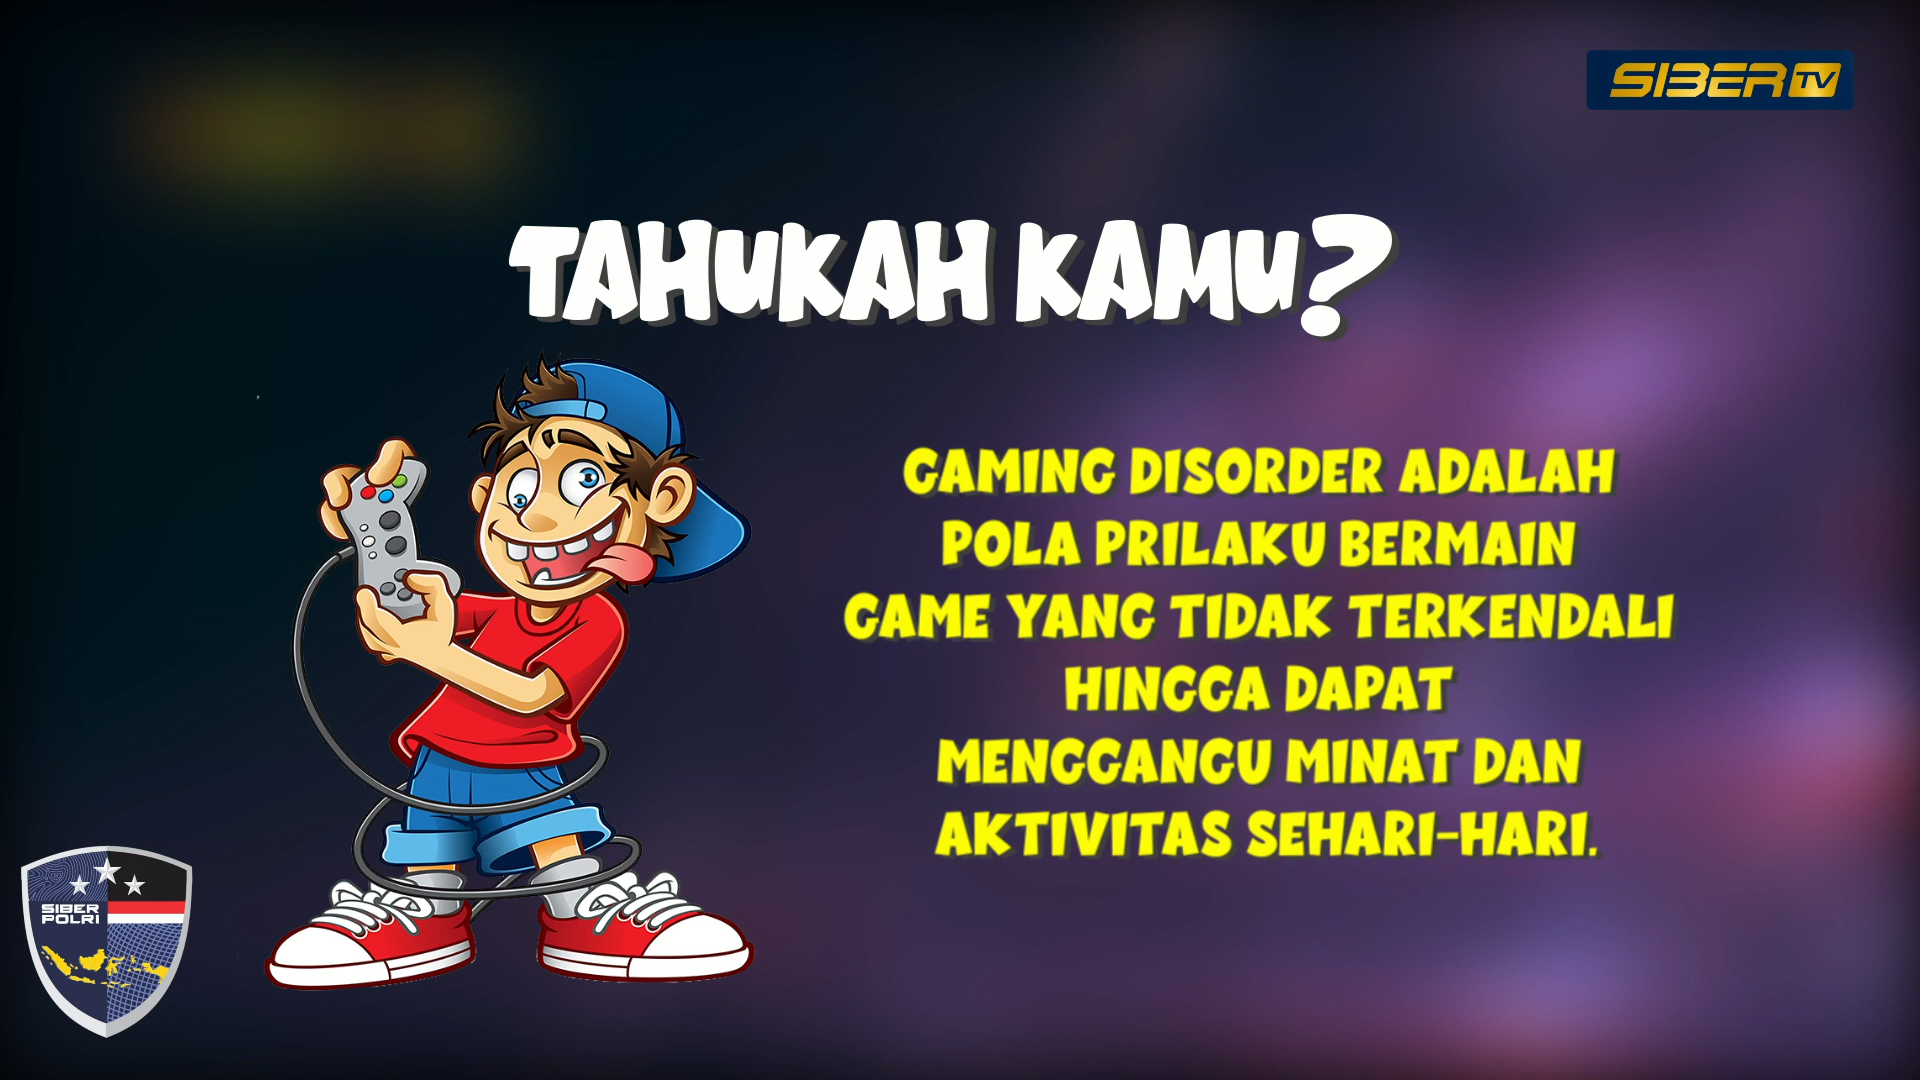 SIBER TV
TAHUKAH KAMU?
GAMING DISORDER ADALAH
POLA PRILAKU BERMAIN
GAME YANG TIDAK TERKENDALI
HINGGA DAPAT
MENGGANGU MINAT DAN
AKTIVITAS SEHARI-HARI.
SIBER
POLRI